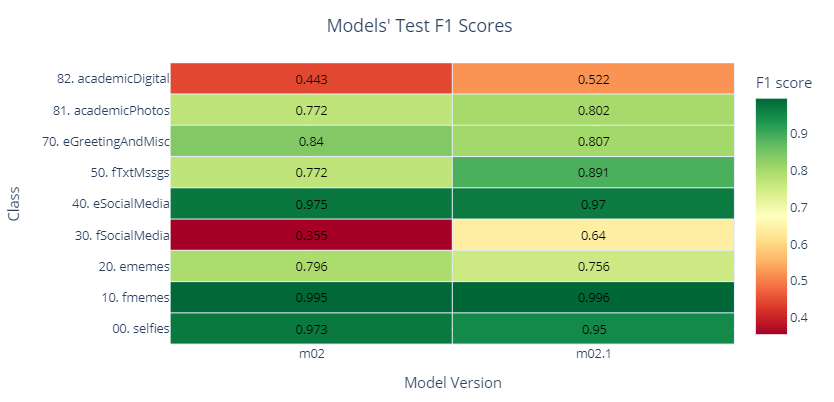 Models' Test F1 Scores
82. academicDigital 0.443 0.522
81. academicPhotos 0.772 0.802
70. eGreetingAndMisc 0.84 0.807
50. fTxtMssgs 0.772 0.891
40. eSocialMedia 0.975 0.97
30. fSocialMedia 0.355 0.64
20. ememes 0.796 0.756
10. fmemes 0.995 0.996
00. selfies 0.973 0.95
m02 m02.1
Model Version
Class
F1 score
0.9
0.8
0.7
0.6
0.5
0.4